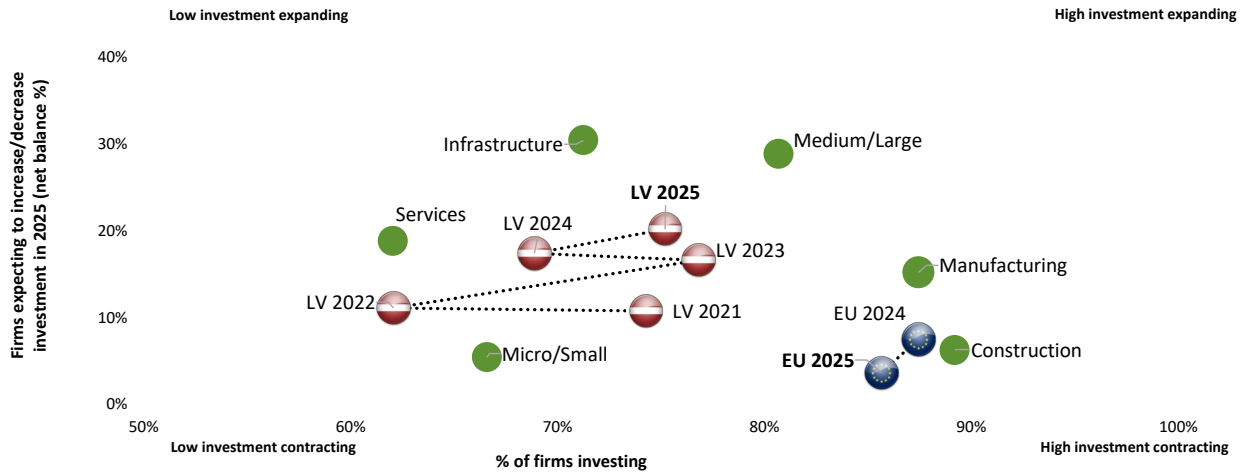 Low investment expanding
High investment expanding
Firms expecting to increase/decrease
investment in 2025 (net balance %)
40%
30%
20%
10%
0%
Infrastructure
Medium/Large
LV 2025
Services
LV 2024
LV 2023
Manufacturing
LV 2022
LV 2021
EU 2024
Micro/Small
EU 2025
Construction
50%
60%
70%
80%
90%
100%
Low investment contracting
High investment contracting
% of firms investing